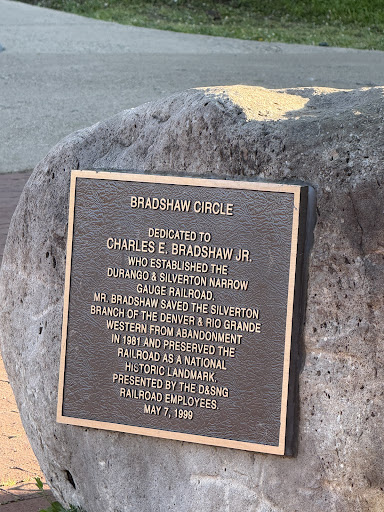 BRADSHAW CIRCLE
DEDICATED TO
CHARLES E. BRADSHAW JR.
WHO ESTABLISHED THE
DURANGO & SILVERTON NARROW
GAUGE RAILROAD.
MR. BRADSHAW SAVED THE SILVERTON
BRANCH OF THE DENVER & RIO GRANDE
WESTERN FROM ABANDONMENT
IN 1981 AND PRESERVED THE
RAILROAD AS A NATIONAL
HISTORIC LANDMARK.
PRESENTED BY THE D&SNG
RAILROAD EMPLOYEES.
MAY 7, 1999